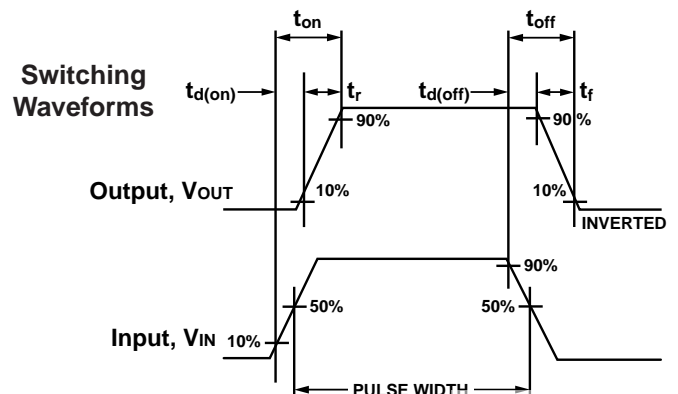 ton
toff
Switching
Waveforms
td(on)
tr
td(off)
tf
90%
90 %
Output, VOUT
10%
10%
INVERTED
90%
50%
50%
Input, VIN
10%
PULSE WIDTH